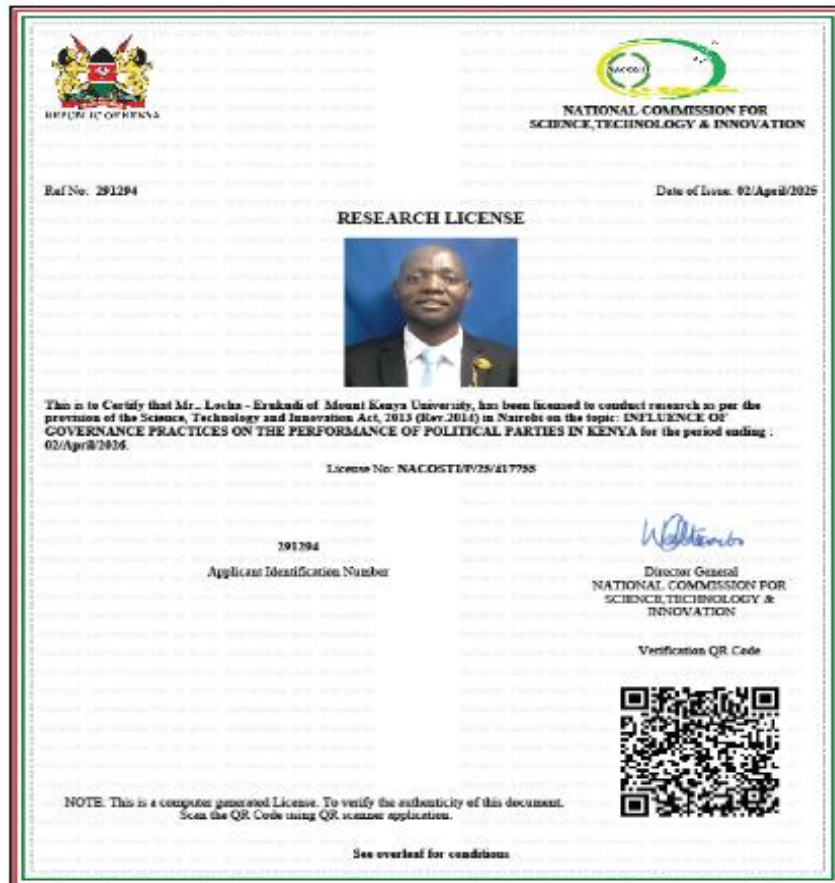 REPUBLIC OF KENYA
NACOSTI
NATIONAL COMMISSION FOR
SCIENCE,TECHNOLOGY & INNOVATION
Ref No: 291294
Date of Issue: 02/April/2025
RESEARCH LICENSE
This is to Certify that Mr.. Locha - Erukudi of Mount Kenya University, has been licensed to conduct research as per the
provision of the Science, Technology and Innovation Act, 2013 (Rev.2014) in Nairobi on the topic: INFLUENCE OF
GOVERNANCE PRACTICES ON THE PERFORMANCE OF POLITICAL PARTIES IN KENYA for the period ending :
02/April/2026.
License No: NACOSTI/P/25/417755
291294
Applicant Identification Number
Director General
NATIONAL COMMISSION FOR
SCIENCE,TECHNOLOGY &
INNOVATION
Verification QR Code
NOTE: This is a computer generated License. To verify the authenticity of this document,
Scan the QR Code using QR scanner application.
See overleaf for conditions